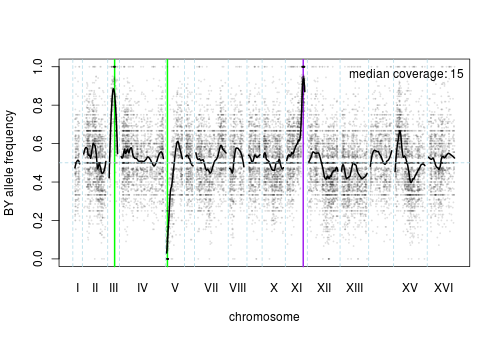 median coverage: 15
BY allele frequency
1.0
0.8
0.6
0.4
0.2
0.0
I II III IV V VII VIII X XI XII XIII XV XVI
chromosome